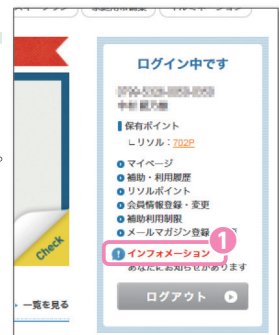 ログイン中です
保有ポイント
リソル:702P
マイページ
補助・利用履歴
リソルポイント
会員情報登録・変更
補助利用制限
メールマガジン登録
1
インフォメーション
あなたにお知らせがあります
ログアウト
Check
一覧を見る